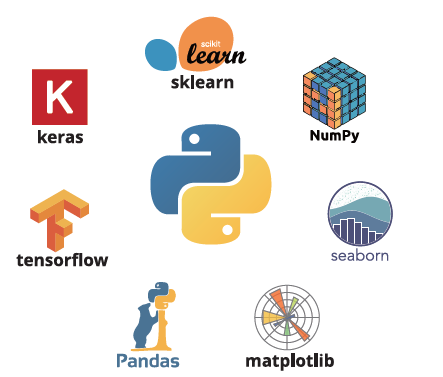 scikit
learn
sklearn
K
keras
NumPy
tensorflow
seaborn
Pandas
matplotlib